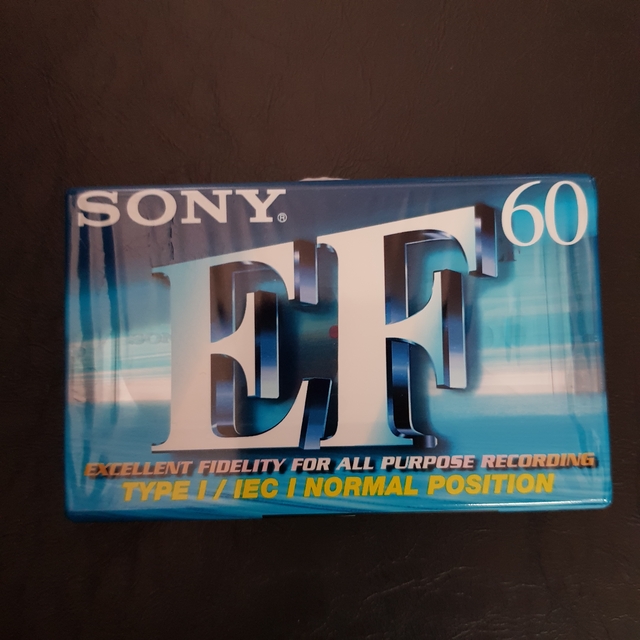 SONY® 60
EF
EXCELLENT FIDELITY FOR ALL PURPOSE RECORDING
TYPE I / IEC I NORMAL POSITION